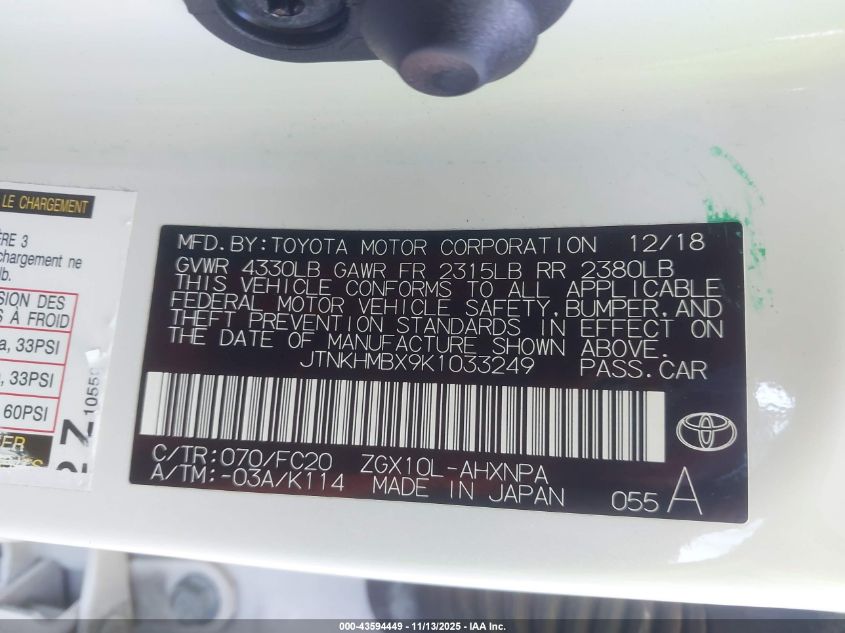 LE CHARGEMENT
ÈRE 3
chargement ne
lb.
SION DES
S À FROID
a, 33PSI
, 33PSI
60PSI
MFD. BY: TOYOTA MOTOR CORPORATION 12/18
GVWR 4330LB GAWR FR 2315LB RR 2380LB
THIS VEHICLE CONFORMS TO ALL APPLICABLE
FEDERAL MOTOR VEHICLE SAFETY, BUMPER, AND
THEFT PREVENTION STANDARDS IN EFFECT ON
THE DATE OF MANUFACTURE SHOWN ABOVE.
JTNKHMBX9K1033249 PASS. CAR
C/TR: 070/FC20 ZGX10L-AHXNPA
A/TM: -03A/K114 MADE IN JAPAN 055 A
000-43594449 - 11/13/2025 - IAA Inc.